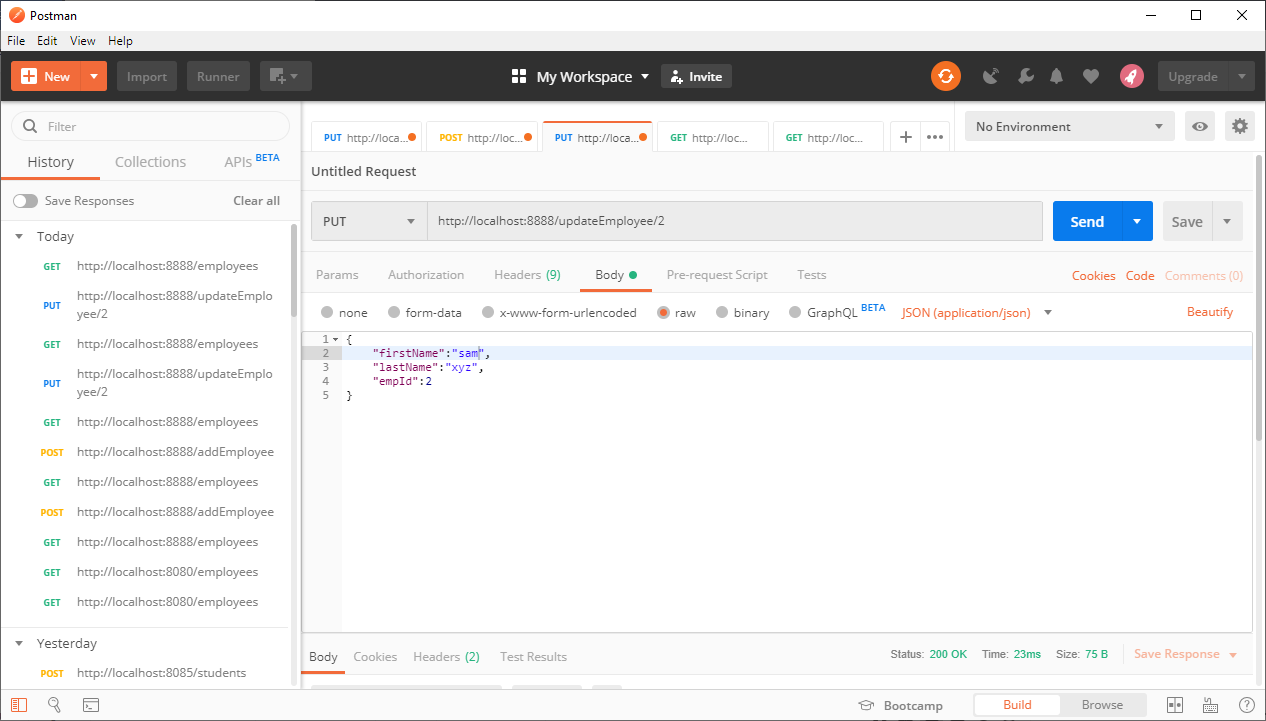 Postman
File Edit View Help
New Import Runner My Workspace Invite Upgrade
Filter
History Collections APIs BETA
Save Responses Clear all
Today
GET http://localhost:8888/employees
PUT http://localhost:8888/updateEmplo
yee/2
GET http://localhost:8888/employees
PUT http://localhost:8888/updateEmplo
yee/2
GET http://localhost:8888/employees
POST http://localhost:8888/addEmployee
GET http://localhost:8888/employees
POST http://localhost:8888/addEmployee
GET http://localhost:8888/employees
GET http://localhost:8080/employees
GET http://localhost:8080/employees
Yesterday
POST http://localhost:8085/students
PUT http://loca... POST http://loc... PUT http://loca... GET http://loc... GET http://loc... + ••• No Environment
Untitled Request
PUT http://localhost:8888/updateEmployee/2 Send Save
Params Authorization Headers (9) Body Pre-request Script Tests Cookies Code Comments (0)
none form-data x-www-form-urlencoded raw binary GraphQL BETA JSON (application/json) Beautify
1 {
2 "firstName":"sam",
3 "lastName":"xyz",
4 "empId":2
5 }
Body Cookies Headers (2) Test Results Status: 200 OK Time: 23ms Size: 75 B Save Response
Bootcamp Build Browse ?